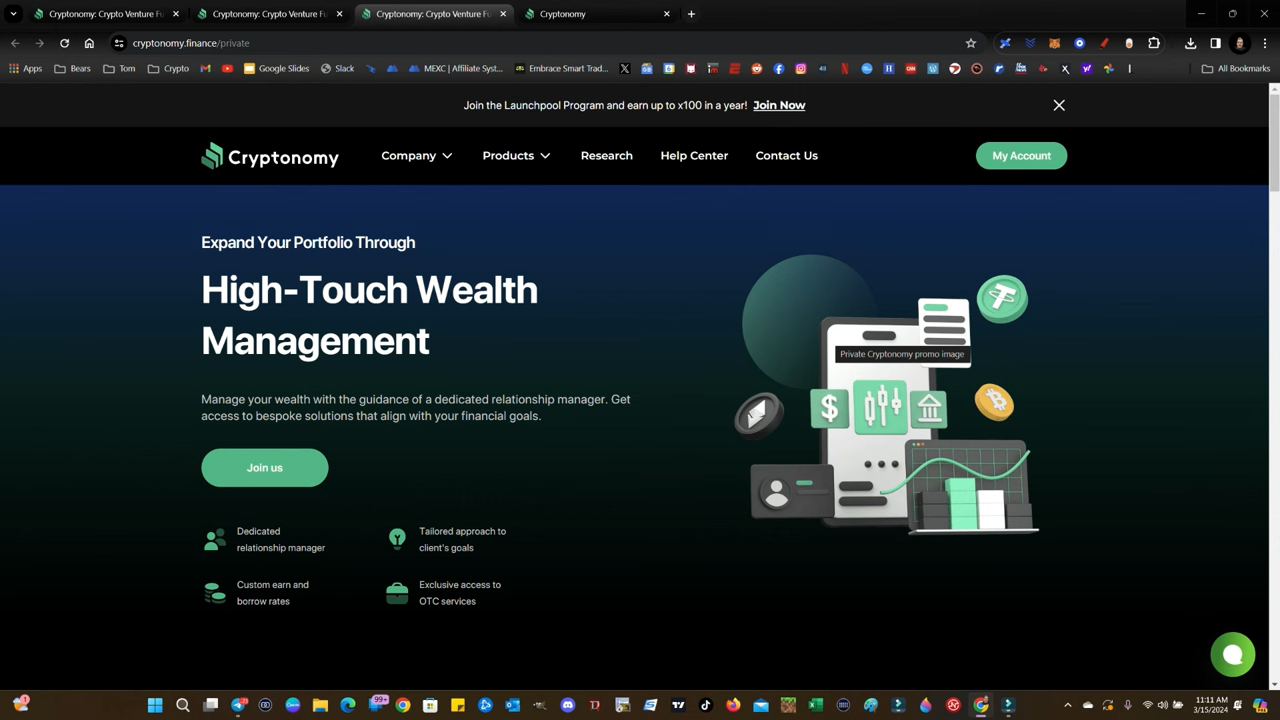 Cryptonomy: Crypto Venture Fu
Cryptonomy: Crypto Venture Fu
Cryptonomy: Crypto Venture Fu
Cryptonomy
cryptonomy.finance/private
Apps
Bears
Tom
Crypto
Google Slides
Slack
MEXC | Affiliate Syst...
Embrace Smart Trad...
All Bookmarks
Join the Launchpool Program and earn up to x100 in a year! Join Now
Cryptonomy
Company
Products
Research
Help Center
Contact Us
My Account
Expand Your Portfolio Through
High-Touch Wealth
Management
Manage your wealth with the guidance of a dedicated relationship manager. Get
access to bespoke solutions that align with your financial goals.
Join us
Private Cryptonomy promo image
Dedicated
relationship manager
Tailored approach to
client's goals
Custom earn and
borrow rates
Exclusive access to
OTC services
99+
11:11 AM
3/15/2024